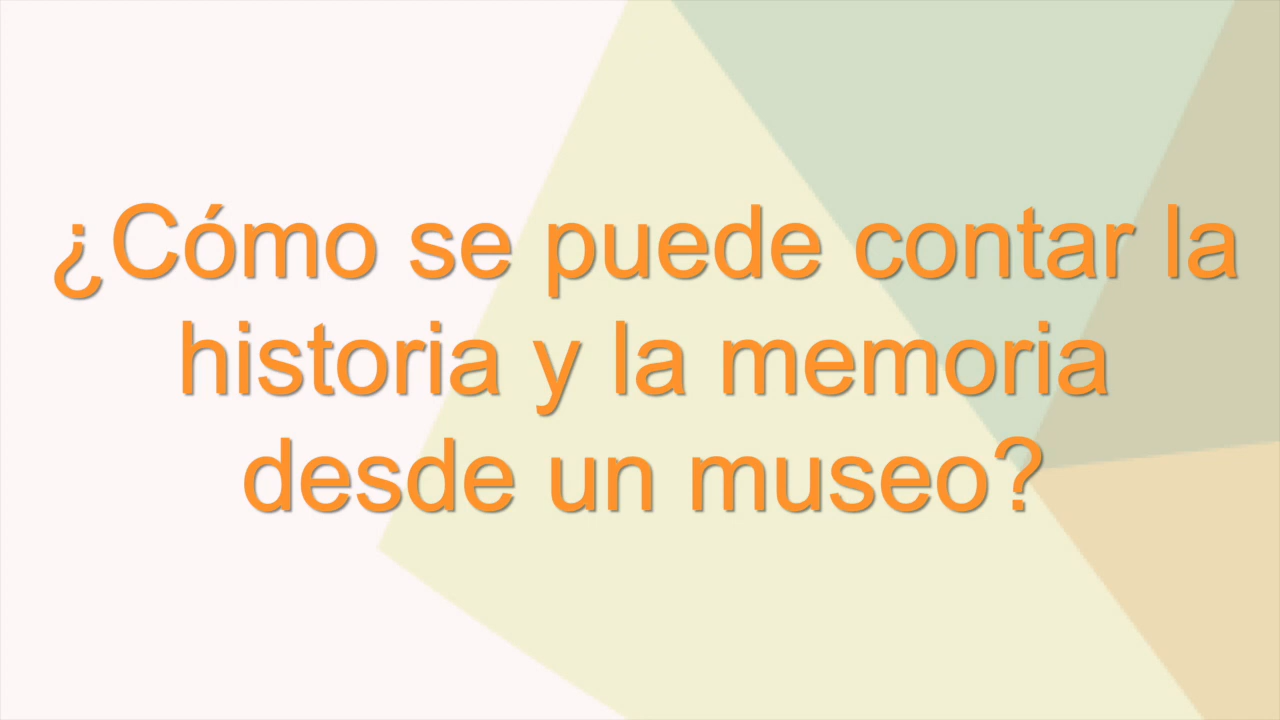 ¿Cómo se puede contar la
historia y la memoria
desde un museo?